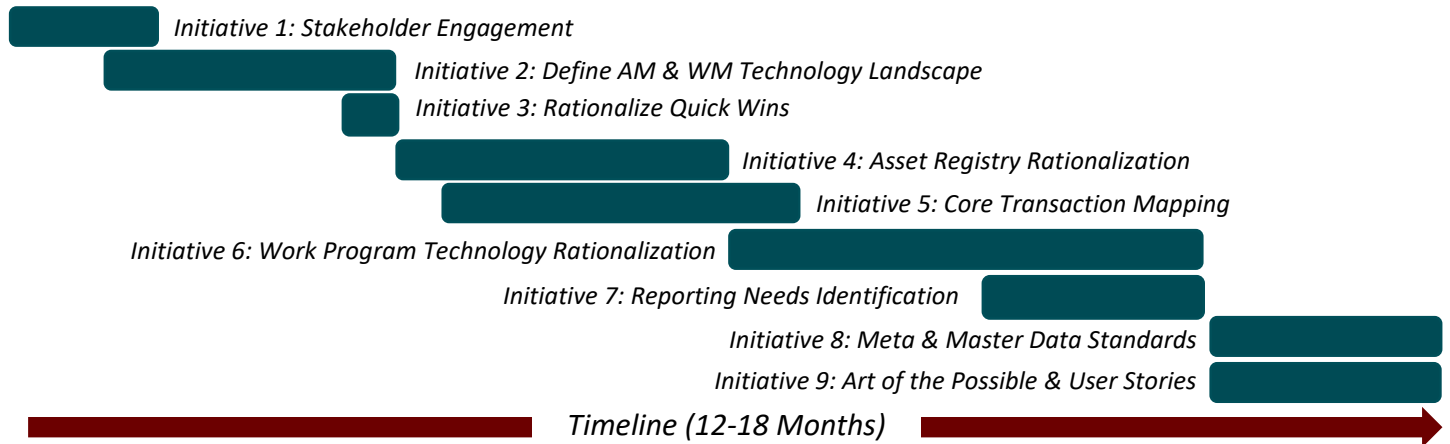 Initiative 1: Stakeholder Engagement
Initiative 2: Define AM & WM Technology Landscape
Initiative 3: Rationalize Quick Wins
Initiative 4: Asset Registry Rationalization
Initiative 5: Core Transaction Mapping
Initiative 6: Work Program Technology Rationalization
Initiative 7: Reporting Needs Identification
Initiative 8: Meta & Master Data Standards
Initiative 9: Art of the Possible & User Stories
Timeline (12-18 Months)